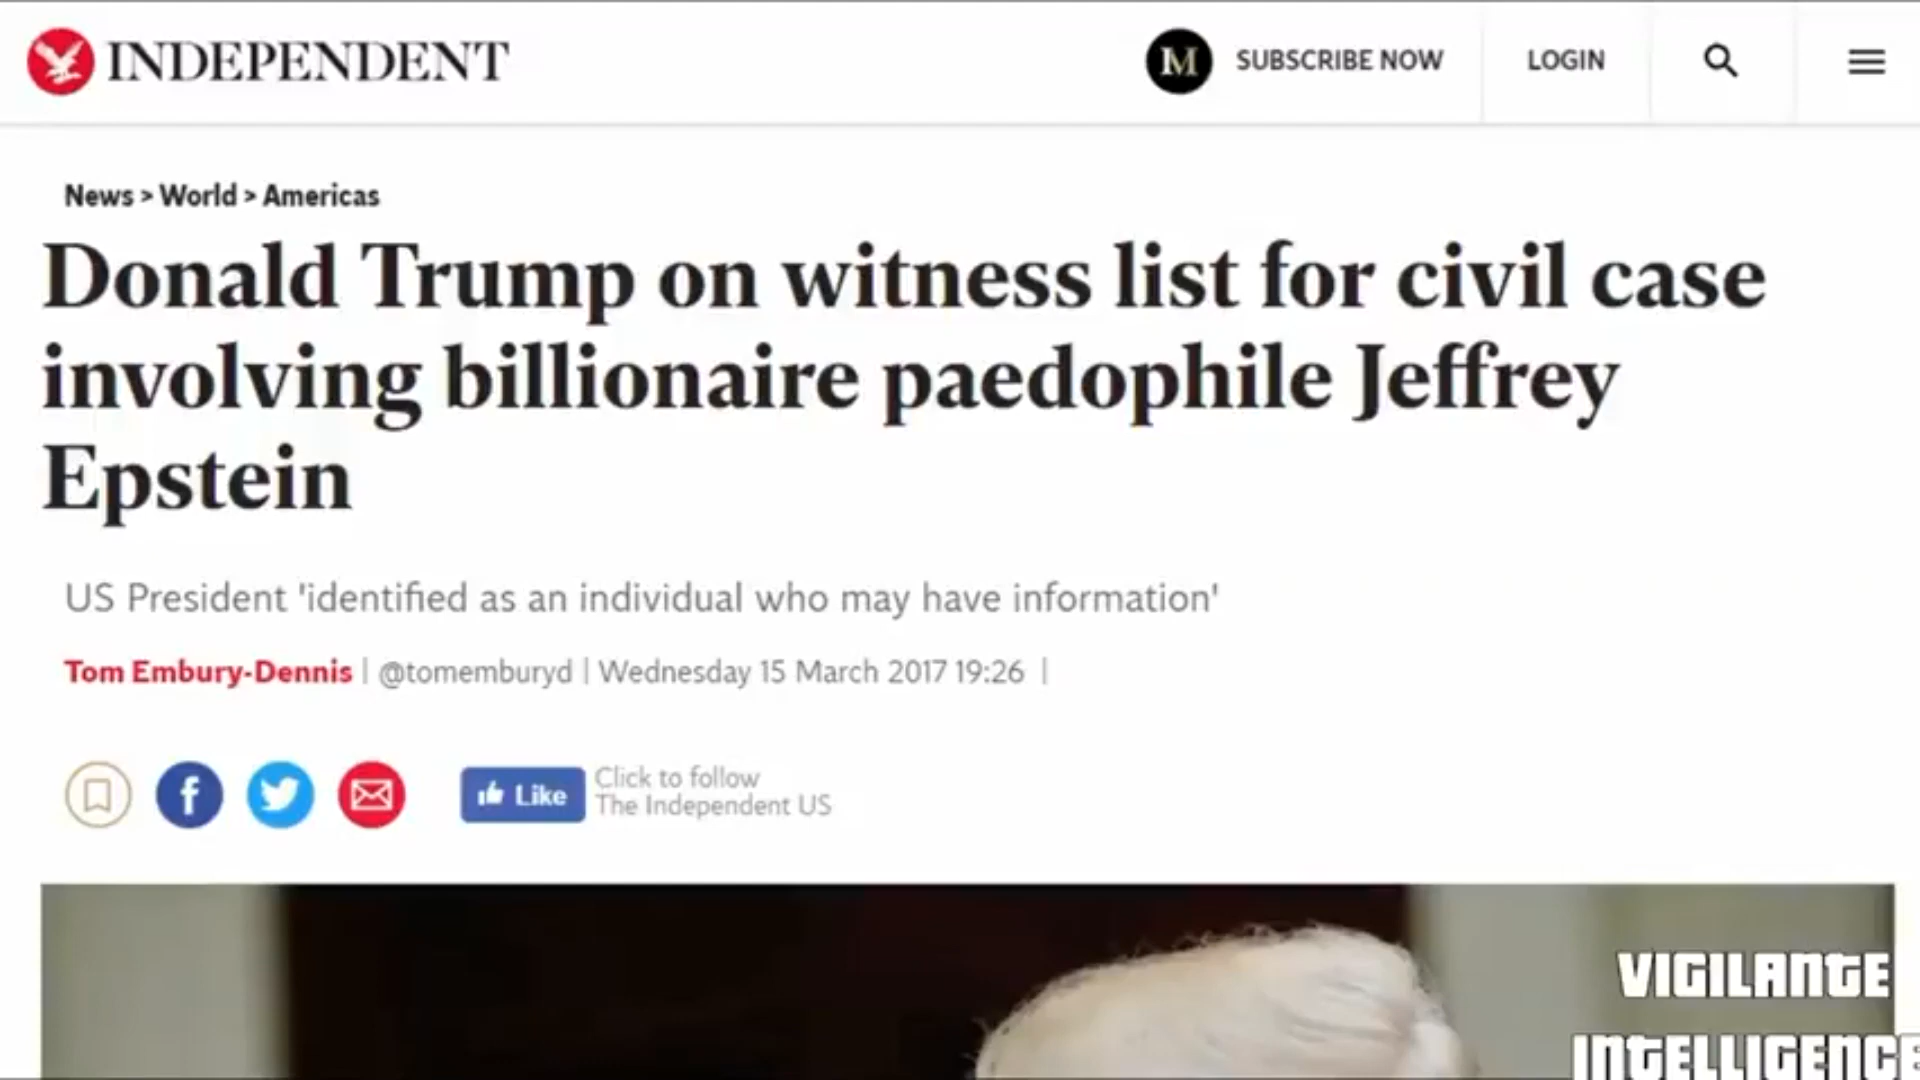 INDEPENDENT
M SUBSCRIBE NOW
LOGIN
News > World > Americas
Donald Trump on witness list for civil case
involving billionaire paedophile Jeffrey
Epstein
US President 'identified as an individual who may have information'
Tom Embury-Dennis | @tomemburyd | Wednesday 15 March 2017 19:26 |
f
Like
Click to follow
The Independent US
VIGILANTE
INTELLIGENCE